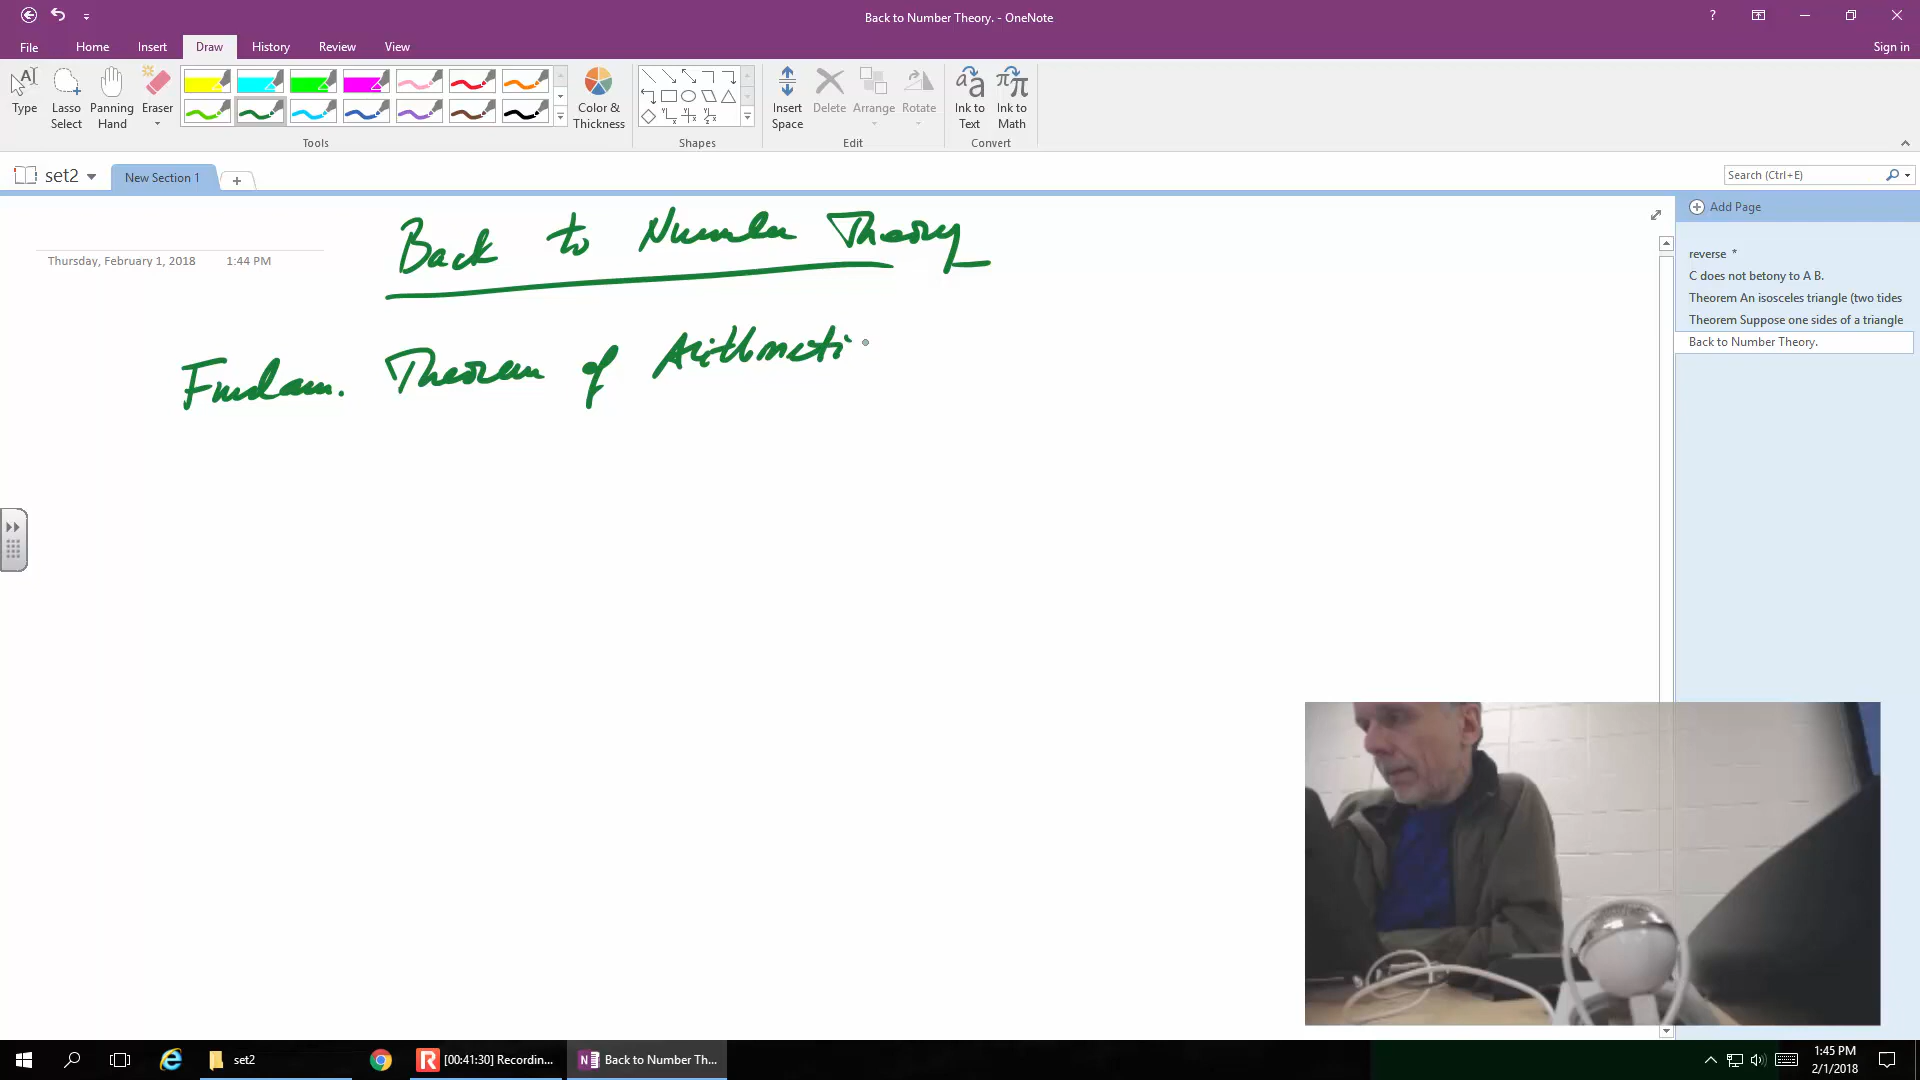 Back to Number Theory. - OneNote
?
File
Home
Insert
Draw
History
Review
View
Sign in
Type
Lasso
Select
Panning
Hand
Eraser
Color &
Thickness
Insert
Space
Delete
Arrange
Rotate
Ink to
Text
Ink to
Math
Tools
Shapes
Edit
Convert
set2
New Section 1
Search (Ctrl+E)
Add Page
Back to Number Theory
Thursday, February 1, 2018 1:44 PM
Fundam. Theorem of Arithmeti
reverse *
C does not betony to A B.
Theorem An isosceles triangle (two tides
Theorem Suppose one sides of a triangle
Back to Number Theory.
set2
[00:41:30] Recordin...
Back to Number Th...
1:45 PM
2/1/2018